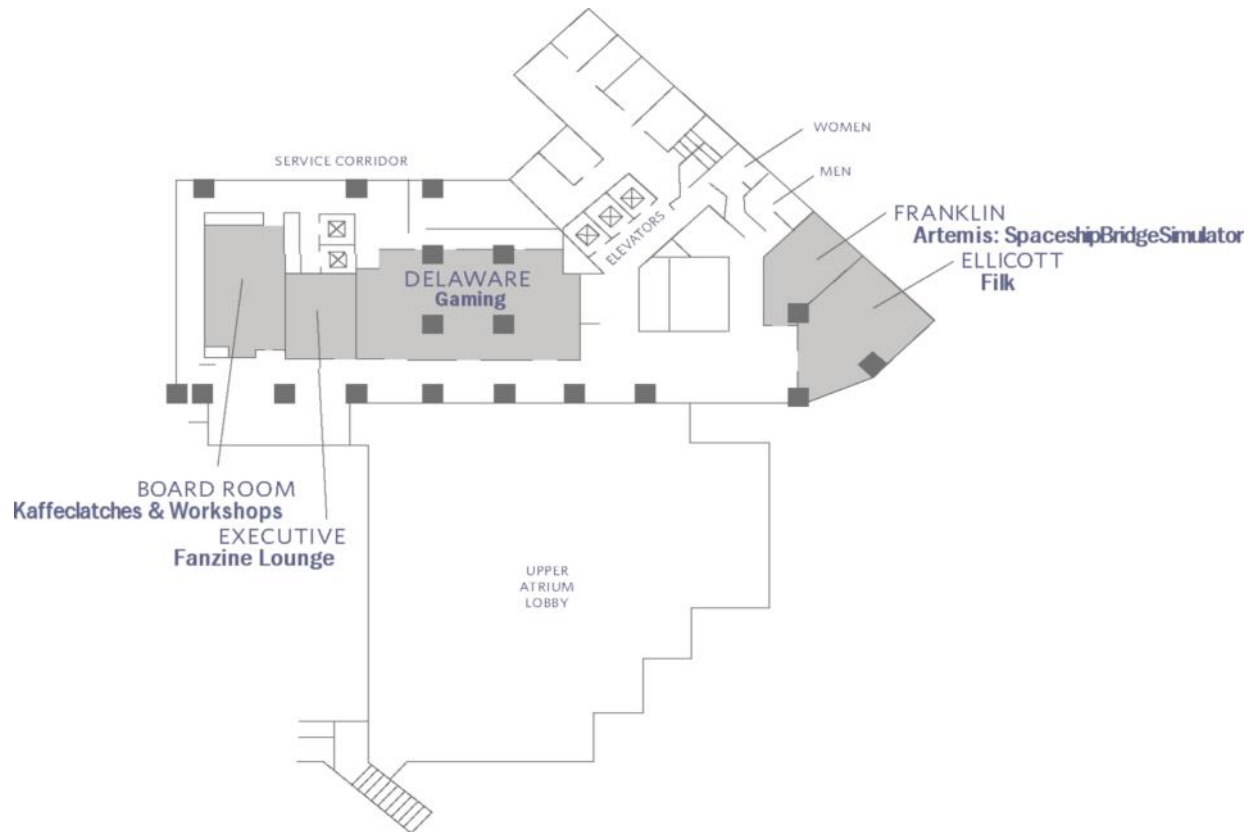 WOMEN
SERVICE CORRIDOR
MEN
ELEVATORS
FRANKLIN
Artemis: SpaceshipBridgeSimulator
ELLICOTT
Filk
DELAWARE
Gaming
BOARD ROOM
Kaffeclatches & Workshops
EXECUTIVE
Fanzine Lounge
UPPER
ATRIUM
LOBBY